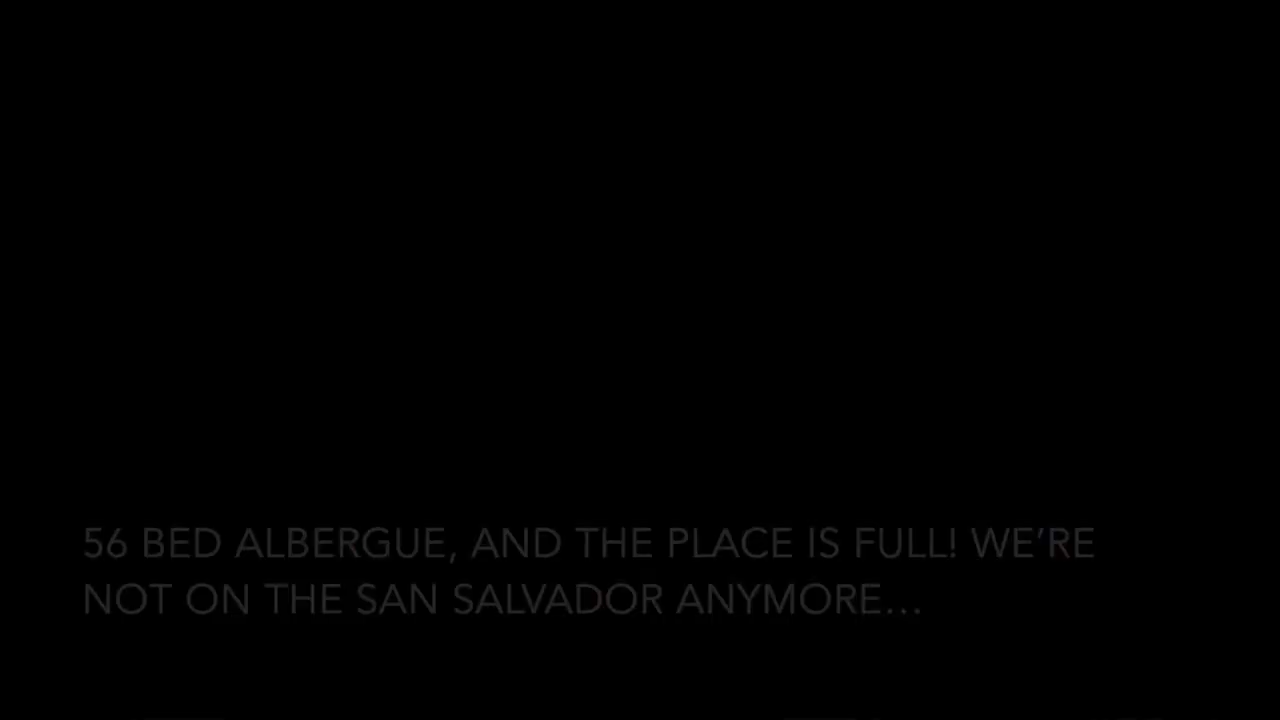 56 BED ALBERGUE, AND THE PLACE IS FULL! WE’RE
NOT ON THE SAN SALVADOR ANYMORE…